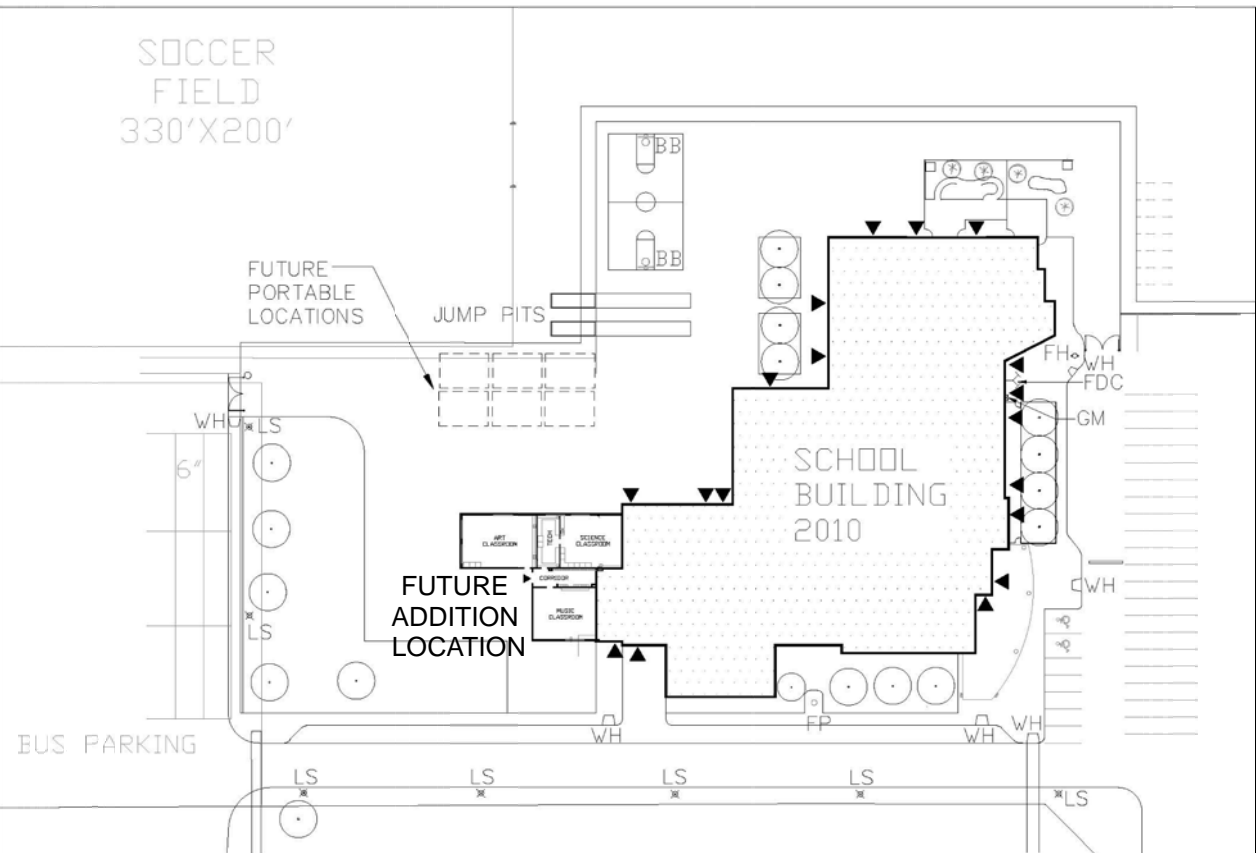 SOCCER
FIELD
330'X200'
BB
BB
FUTURE
PORTABLE
LOCATIONS
JUMP PITS
FH
WH
FDC
GM
WH
LS
6"
SCHOOL
BUILDING
2010
ART
CLASSROOM
TECH
SCIENCE
CLASSROOM
CORRIDOR
MUSIC
CLASSROOM
FUTURE
ADDITION
LOCATION
WH
LS
BUS PARKING
WH
FP
WH
WH
LS
LS
LS
LS
LS